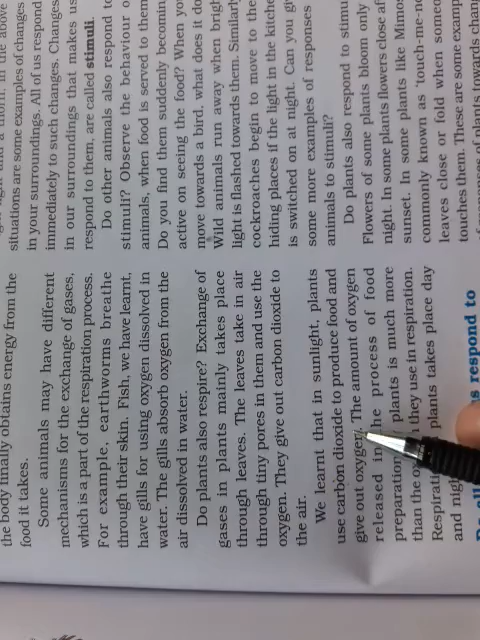 the body finally obtains energy from the
food it takes.
Some animals may have different
mechanisms for the exchange of gases,
which is a part of the respiration process.
For example, earthworms breathe
through their skin. Fish, we have learnt,
have gills for using oxygen dissolved in
water. The gills absorb oxygen from the
air dissolved in water.
Do plants also respire? Exchange of
gases in plants mainly takes place
through leaves. The leaves take in air
through tiny pores in them and use the
oxygen. They give out carbon dioxide to
the air.
We learnt that in sunlight, plants
use carbon dioxide to produce food and
give out oxygen. The amount of oxygen
released in process of food
preparation plants is much more
than the they use in respiration.
plants takes place day
and
respond to
situations are some examples of changes
in your surroundings. All of us respond
immediately to such changes. Changes
in our surroundings that makes us
respond to them, are called stimuli.
Do other animals also respond to
stimuli? Observe the behaviour o
animals, when food is served to them
Do you find them suddenly becomin
active on seeing the food? When yo
move towards a bird, what does it do
Wild animals run away when brigh
light is flashed towards them. Similarly
cockroaches begin to move to the
hiding places if the light in the kitche
is switched on at night. Can you gi
some more examples of responses
animals to stimuli?
Do plants also respond to stimu
Flowers of some plants bloom only
night. In some plants flowers close af
sunset. In some plants like Mimos
commonly known as 'touch-me-no
leaves close or fold when someo
touches them. These are some examp
of plants towards chan